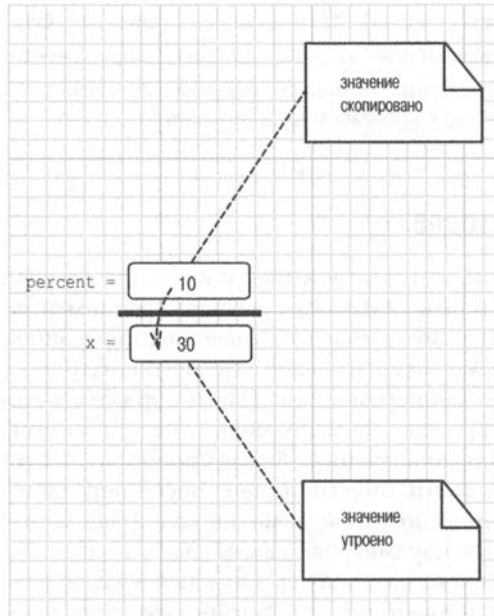 значение
скопировано
percent = 10
x = 30
значение
утроено